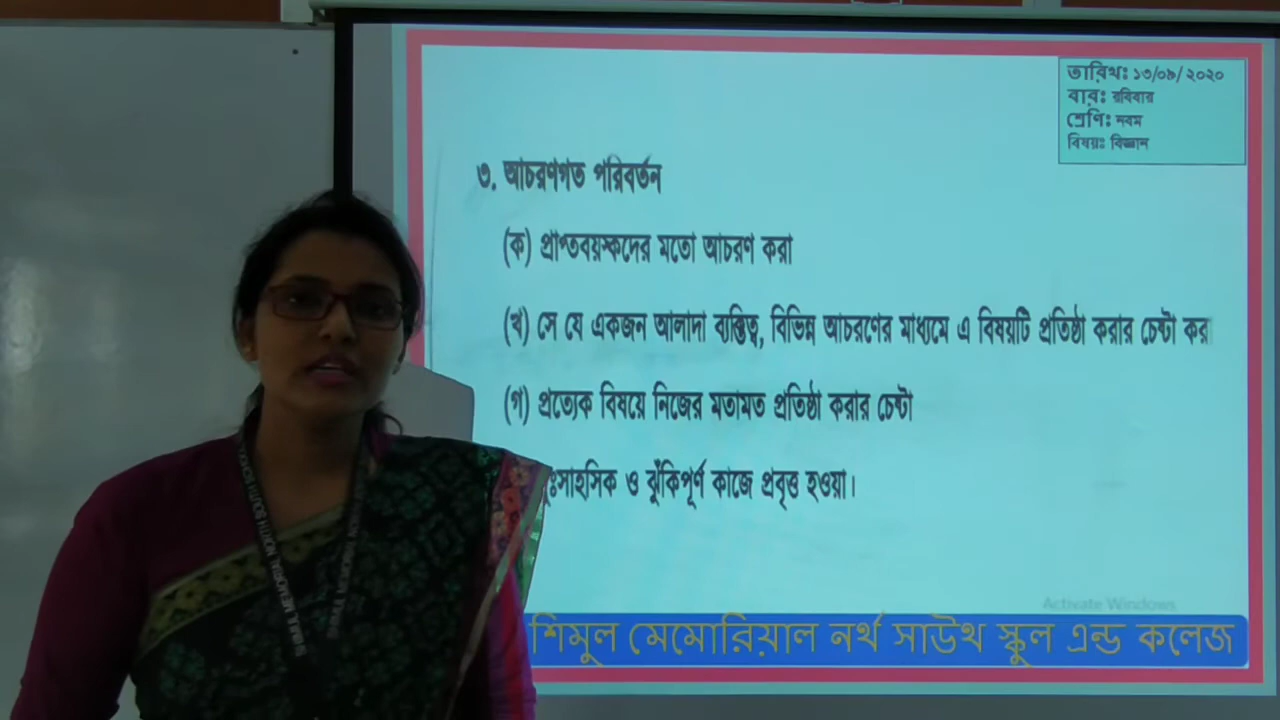 তারিখঃ ১৩/০৯/২০২০
বারঃ রবিবার
শ্রেণিঃ নবম
বিষয়ঃ বিজ্ঞান
৩. আচরণগত পরিবর্তন
(ক) প্রাপ্তবয়স্কদের মতো আচরণ করা
(খ) সে যে একজন আলাদা ব্যক্তিত্ব, বিভিন্ন আচরণের মাধ্যমে এ বিষয়টি প্রতিষ্ঠা করার চেষ্টা কর
(গ) প্রত্যেক বিষয়ে নিজের মতামত প্রতিষ্ঠা করার চেষ্টা
ুঃসাহসিক ও ঝুঁকিপূর্ণ কাজে প্রবৃত্ত হওয়া।
Activate Windows
শিমুল মেমোরিয়াল নর্থ সাউথ স্কুল এন্ড কলেজ